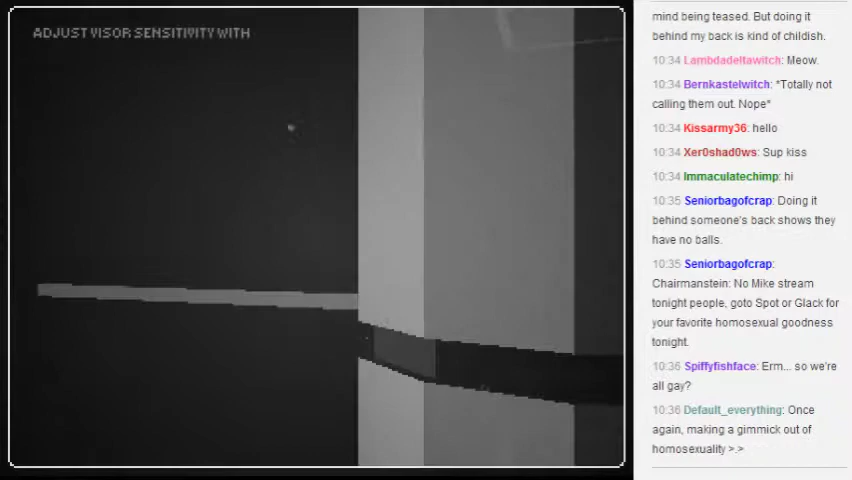 ADJUST VISOR SENSITIVITY WITH
mind being teased. But doing it
behind my back is kind of childish.
10:34 Lambdadeltawitch: Meow.
10:34 Bernkastelwitch: *Totally not
calling them out. Nope*
10:34 Kissarmy36: hello
10:34 Xer0shad0ws: Sup kiss
10:34 Immaculatechimp: hi
10:35 Seniorbagofcrap: Doing it
behind someone's back shows they
have no balls.
10:35 Seniorbagofcrap:
Chairmanstein: No Mike stream
tonight people, goto Spot or Glack for
your favorite homosexual goodness
tonight.
10:36 Spiffyfishface: Erm... so we're
all gay?
10:36 Default_everything: Once
again, making a gimmick out of
homosexuality >.>